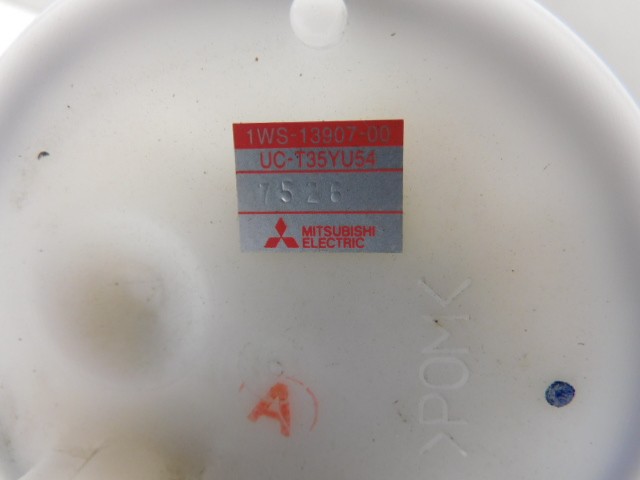 1WS-13907-00
UC-T35YU54
7526
MITSUBISHI
ELECTRIC
>POM<
A